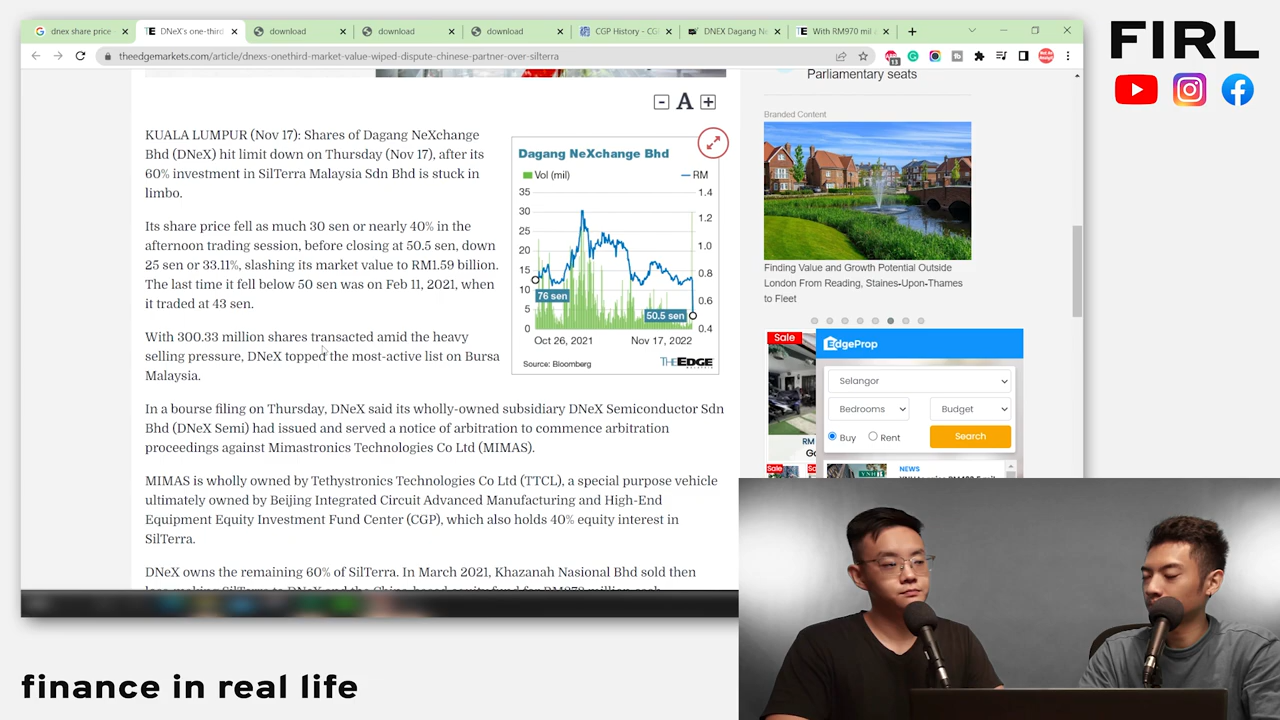 dnex share price
DNeX's one-third
download
download
download
CGP History - CG
DNEX Dagang Ne
With RM970 mil a
theedgemarkets.com/article/dnexs-onethird-market-value-wiped-dispute-chinese-partner-over-silterra
FIRL
Parliamentary seats
- A +
Branded Content
KUALA LUMPUR (Nov 17): Shares of Dagang NeXchange
Bhd (DNeX) hit limit down on Thursday (Nov 17), after its
60% investment in SilTerra Malaysia Sdn Bhd is stuck in
limbo.
Its share price fell as much 30 sen or nearly 40% in the
afternoon trading session, before closing at 50.5 sen, down
25 sen or 33.11%, slashing its market value to RM1.59 billion.
The last time it fell below 50 sen was on Feb 11, 2021, when
it traded at 43 sen.
With 300.33 million shares transacted amid the heavy
selling pressure, DNeX topped the most-active list on Bursa
Malaysia.
Dagang NeXchange Bhd
Vol (mil)
RM
35
1.4
30
1.2
25
20
1.0
15
0.8
10
0.6
5
0
0.4
76 sen
50.5 sen
Oct 26, 2021
Nov 17, 2022
Source: Bloomberg
THEEDGE
MALAYSIA
In a bourse filing on Thursday, DNeX said its wholly-owned subsidiary DNeX Semiconductor Sdn
Bhd (DNeX Semi) had issued and served a notice of arbitration to commence arbitration
proceedings against Mimastronics Technologies Co Ltd (MIMAS).
MIMAS is wholly owned by Tethystronics Technologies Co Ltd (TTCL), a special purpose vehicle
ultimately owned by Beijing Integrated Circuit Advanced Manufacturing and High-End
Equipment Equity Investment Fund Center (CGP), which also holds 40% equity interest in
SilTerra.
DNeX owns the remaining 60% of SilTerra. In March 2021, Khazanah Nasional Bhd sold then
Finding Value and Growth Potential Outside
London From Reading, Staines-Upon-Thames
to Fleet
Sale
RM
Sale
Sale
EdgeProp
Selangor
Bedrooms
Budget
Buy
Rent
Search
NEWS
finance in real life